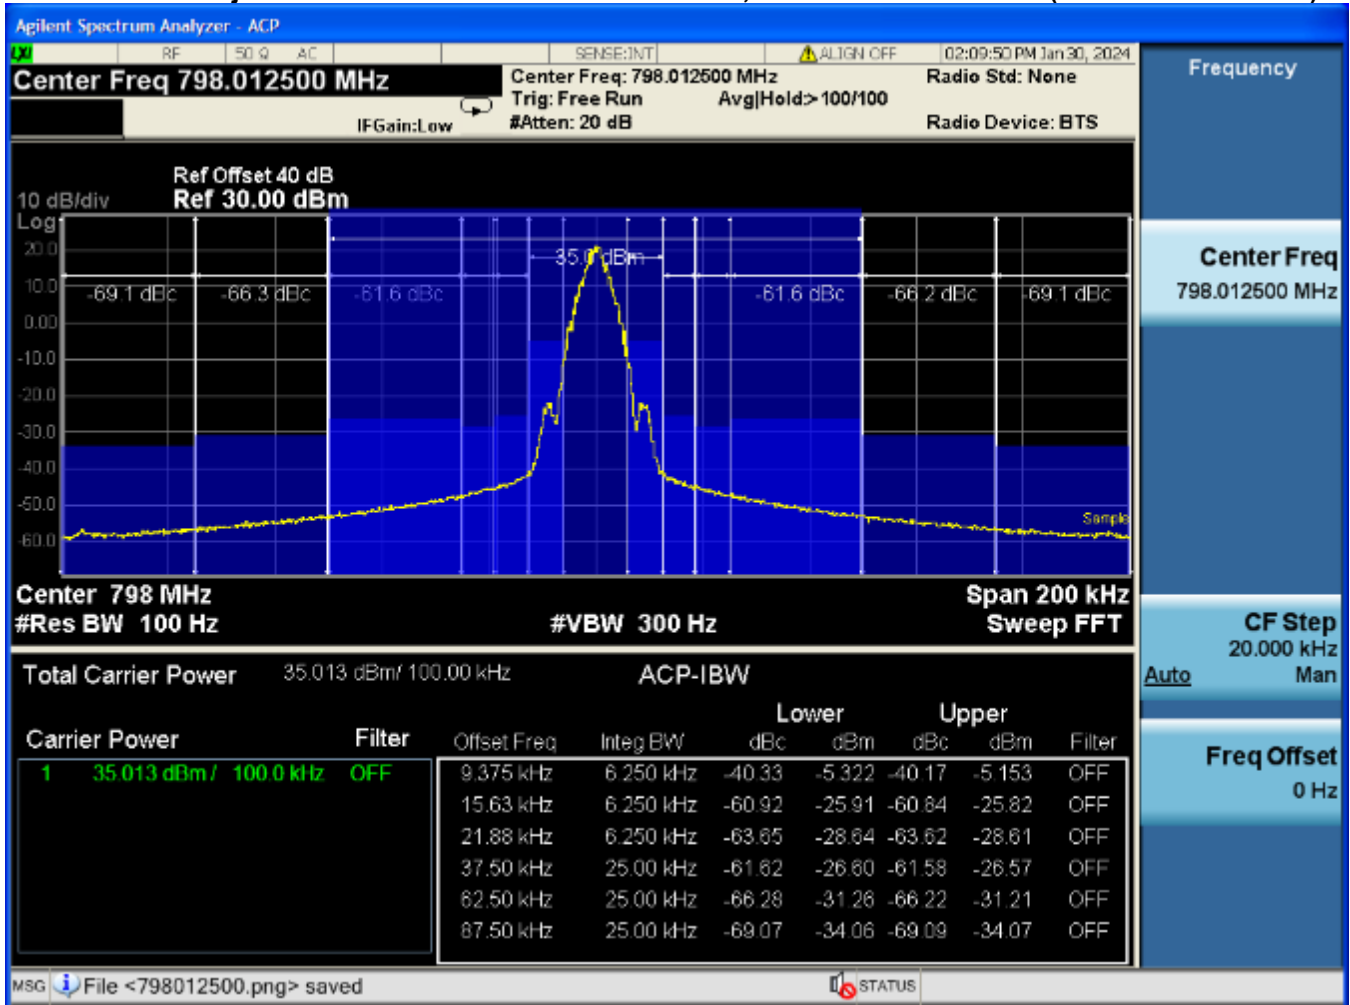 Agilent Spectrum Analyzer - ACP
LXI RF 50 Ω AC SENSE:INT ALIGN OFF 02:09:50 PM Jan 30, 2024
Center Freq 798.012500 MHz
Center Freq: 798.012500 MHz Radio Std: None
Trig: Free Run Avg|Hold:>100/100
IFGain:Low #Atten: 20 dB Radio Device: BTS
Frequency
Ref Offset 40 dB
10 dB/div Ref 30.00 dBm
Log
20.0
35.0 dBm
10.0
-69.1 dBc -66.3 dBc -61.6 dBc -61.6 dBc -66.2 dBc -69.1 dBc
0.00
-10.0
-20.0
-30.0
-40.0
-50.0
Sample
-60.0
Center 798 MHz Span 200 kHz
#Res BW 100 Hz #VBW 300 Hz Sweep FFT
Center Freq
798.012500 MHz
CF Step
20.000 kHz
Auto Man
Freq Offset
0 Hz
Total Carrier Power 35.013 dBm/ 100.00 kHz ACP-IBW
Lower Upper
Carrier Power Filter Offset Freq Integ BW dBc dBm dBc dBm Filter
1 35.013 dBm / 100.0 kHz OFF 9.375 kHz 6.250 kHz -40.33 -5.322 -40.17 -5.153 OFF
15.63 kHz 6.250 kHz -60.92 -25.91 -60.84 -25.82 OFF
21.88 kHz 6.250 kHz -63.65 -28.64 -63.62 -28.61 OFF
37.50 kHz 25.00 kHz -61.62 -26.60 -61.58 -26.57 OFF
62.50 kHz 25.00 kHz -66.28 -31.26 -66.22 -31.21 OFF
87.50 kHz 25.00 kHz -69.07 -34.06 -69.09 -34.07 OFF
MSG File <798012500.png> saved STATUS